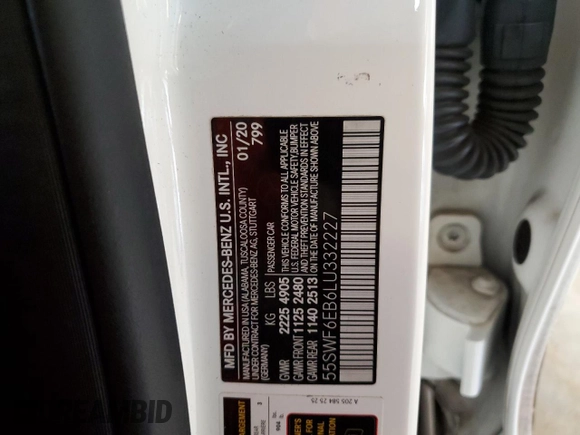 MFD BY MERCEDES-BENZ U.S. INTL., INC
MANUFACTURED IN USA (ALABAMA, TUSCALOOSA COUNTY)
UNDER CONTRACT FOR MERCEDES-BENZ AG, STUTTGART
(GERMANY)
01/20
799
KG LBS PASSENGER CAR
GVWR 2225 4905
GAWR FRONT 1125 2480
GAWR REAR 1140 2513
THIS VEHICLE CONFORMS TO ALL APPLICABLE
U.S. FEDERAL MOTOR VEHICLE SAFETY, BUMPER
AND THEFT PREVENTION STANDARDS IN EFFECT
ON THE DATE OF MANUFACTURE SHOWN ABOVE
55SWF6EB6LU332227
A 205 584 25 25
3